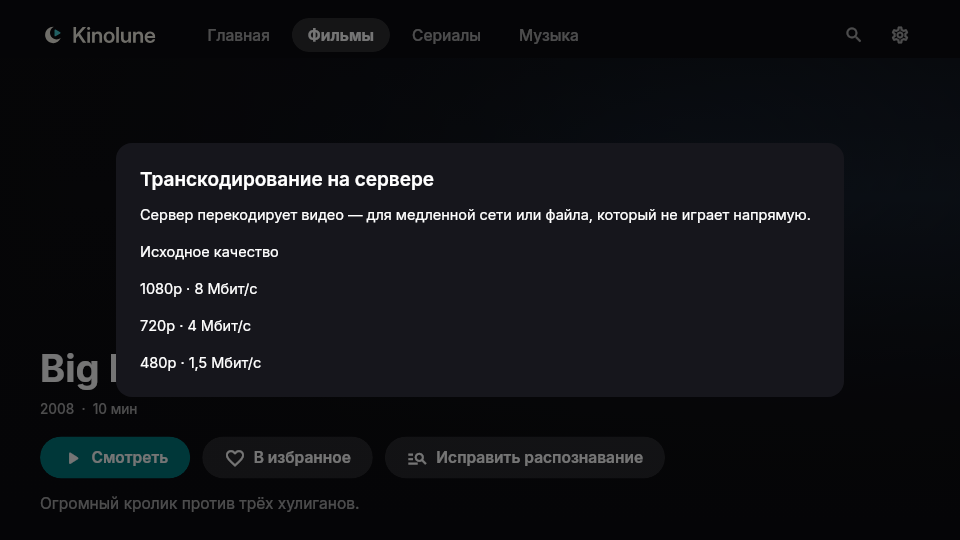 Kinolune
Главная
Фильмы
Сериалы
Музыка
Транскодирование на сервере
Сервер перекодирует видео — для медленной сети или файла, который не играет напрямую.
Исходное качество
1080p · 8 Мбит/с
720p · 4 Мбит/с
480p · 1,5 Мбит/с
Big
2008 · 10 мин
Смотреть
В избранное
Исправить распознавание
Огромный кролик против трёх хулиганов.